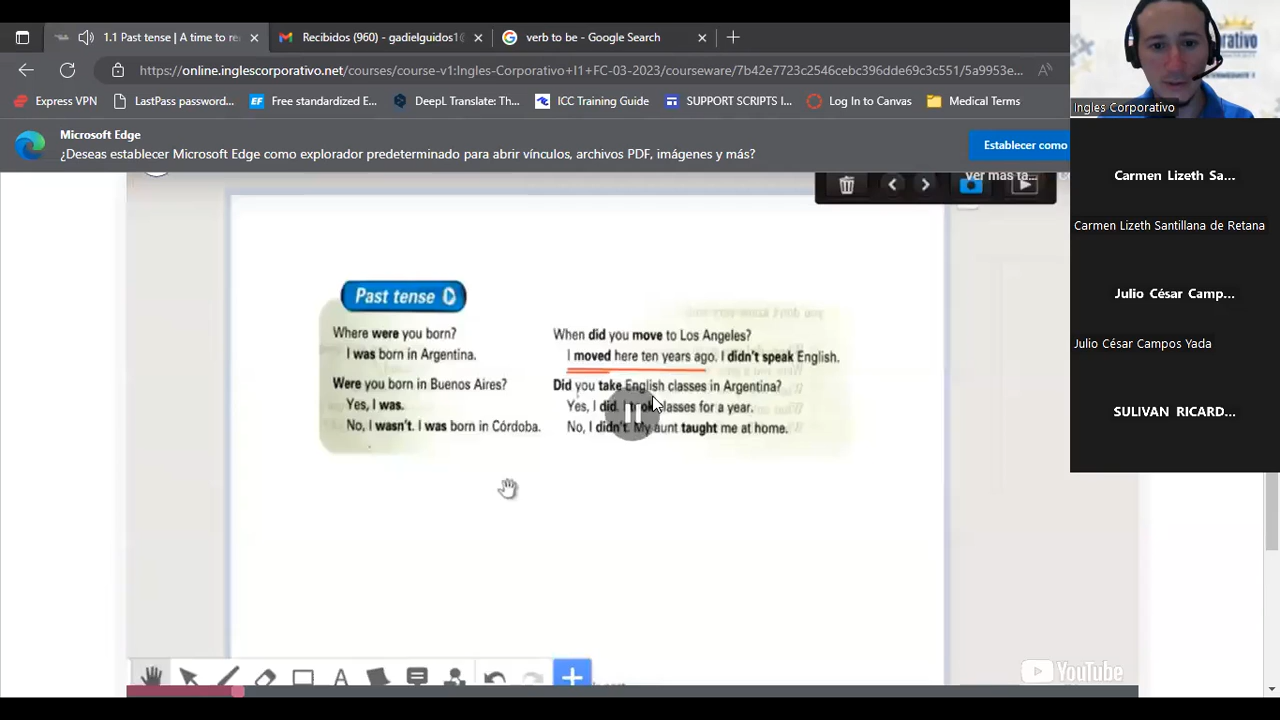 1.1 Past tense | A time to re
Recibidos (960) - gadielguidos1@
verb to be - Google Search
https://online.inglescorporativo.net/courses/course-v1:Ingles-Corporativo+I1+FC-03-2023/courseware/7b42e7723c2546cebc396dde69c3c551/5a9953e...
Express VPN
LastPass password...
EF
Free standardized E...
DeepL Translate: Th...
ICC Training Guide
SUPPORT SCRIPTS I...
Log In to Canvas
Medical Terms
Microsoft Edge
¿Deseas establecer Microsoft Edge como explorador predeterminado para abrir vínculos, archivos PDF, imágenes y más?
Establecer como
Ver más ta...
Past tense
Where were you born?
I was born in Argentina.
Were you born in Buenos Aires?
Yes, I was.
No, I wasn't. I was born in Córdoba.
When did you move to Los Angeles?
I moved here ten years ago. I didn't speak English.
Did you take English classes in Argentina?
Yes, I did. I took classes for a year.
No, I didn't. My aunt taught me at home.
A
YouTube
Ingles Corporativo
Carmen Lizeth Sa...
Carmen Lizeth Santillana de Retana
Julio César Camp...
Julio César Campos Yada
SULIVAN RICARD...